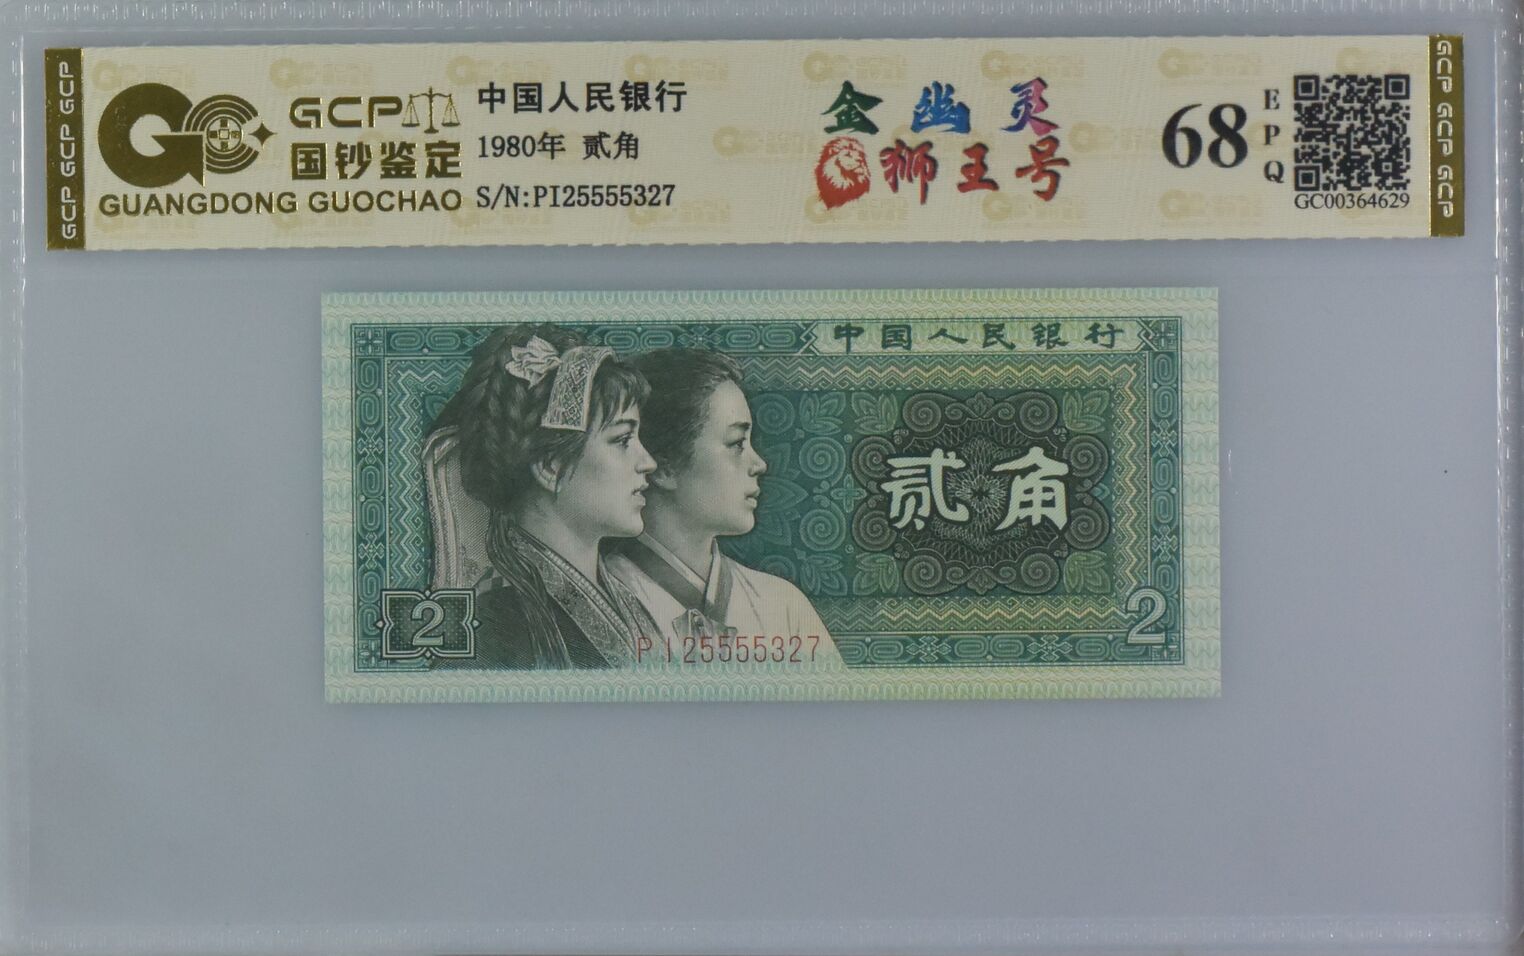 GCP GCP GCP
GCP
国钞鉴定
GUANGDONG GUOCHAO
中国人民银行
1980年 贰角
S/N:PI25555327
金幽灵
狮王号
68
EPQ
GC00364629
GCP GCP GCP
中国人民银行
贰角
2
2
PI25555327